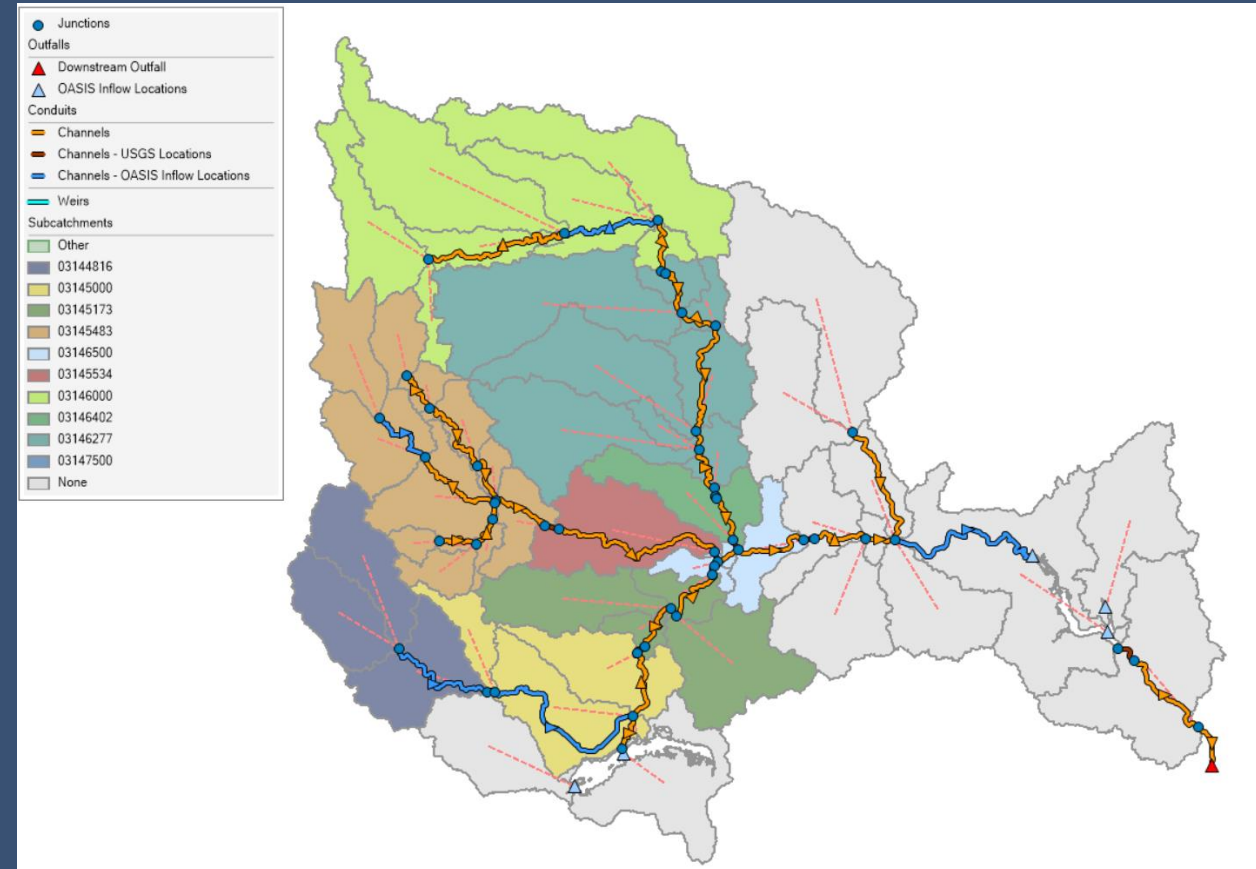 Junctions
Outfalls
Downstream Outfall
OASIS Inflow Locations
Conduits
Channels
Channels - USGS Locations
Channels - OASIS Inflow Locations
Weirs
Subcatchments
Other
03144816
03145000
03145173
03145483
03146500
03145534
03146000
03146402
03146277
03147500
None